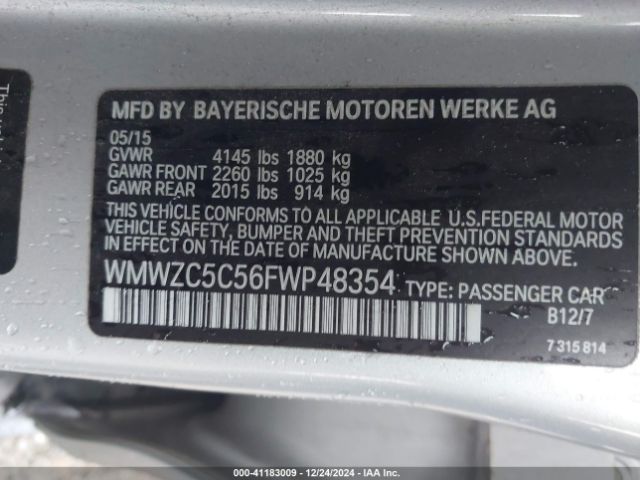 MFD BY BAYERISCHE MOTOREN WERKE AG
05/15
GVWR 4145 lbs 1880 kg
GAWR FRONT 2260 lbs 1025 kg
GAWR REAR 2015 lbs 914 kg
THIS VEHICLE CONFORMS TO ALL APPLICABLE U.S.FEDERAL MOTOR
VEHICLE SAFETY, BUMPER AND THEFT PREVENTION STANDARDS
IN EFFECT ON THE DATE OF MANUFACTURE SHOWN ABOVE.
WMWZC5C56FWP48354 TYPE: PASSENGER CAR
B12/7
7 315 814
000-41183009 • 12/24/2024 • IAA Inc.